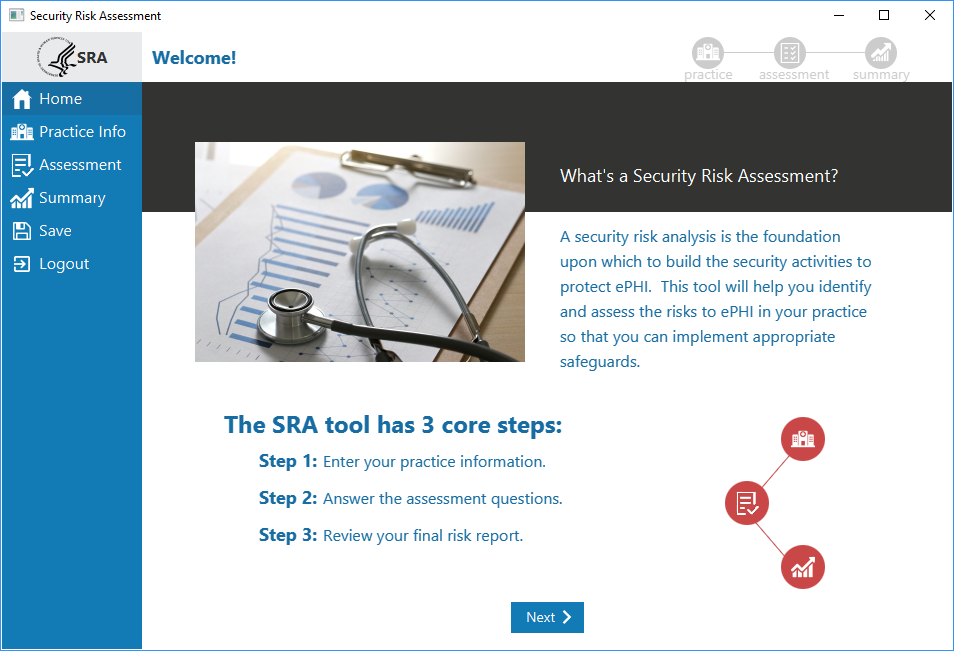 Security Risk Assessment
SRA
Welcome!
practice
assessment
summary
Home
Practice Info
Assessment
Summary
Save
Logout
What's a Security Risk Assessment?
A security risk analysis is the foundation
upon which to build the security activities to
protect ePHI.  This tool will help you identify
and assess the risks to ePHI in your practice
so that you can implement appropriate
safeguards.
The SRA tool has 3 core steps:
Step 1: Enter your practice information.
Step 2: Answer the assessment questions.
Step 3: Review your final risk report.
Next